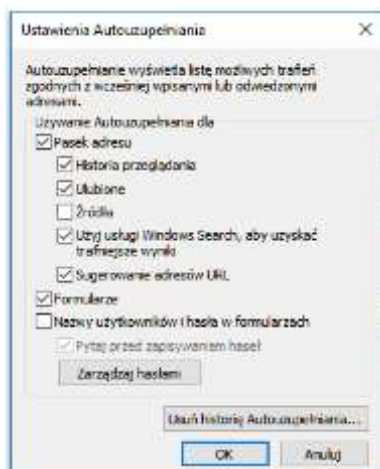 Ustawienia Autouzupełniania
Autouzupełnianie wyświetla listę możliwych trafień
zgodnych z wcześniej wpisanymi lub odwiedzonymi
adresami.
Używanie Autouzupełniania dla
Pasek adresu
Historia przeglądania
Ulubione
Źródła
Użyj usługi Windows Search, aby uzyskać
trafniejsze wyniki
Sugerowanie adresów URL
Formularze
Nazwy użytkowników i hasła w formularzach
Pytaj przed zapisywaniem haseł
Zarządzaj hasłami
Usuń historię Autouzupełniania...
OK Anuluj